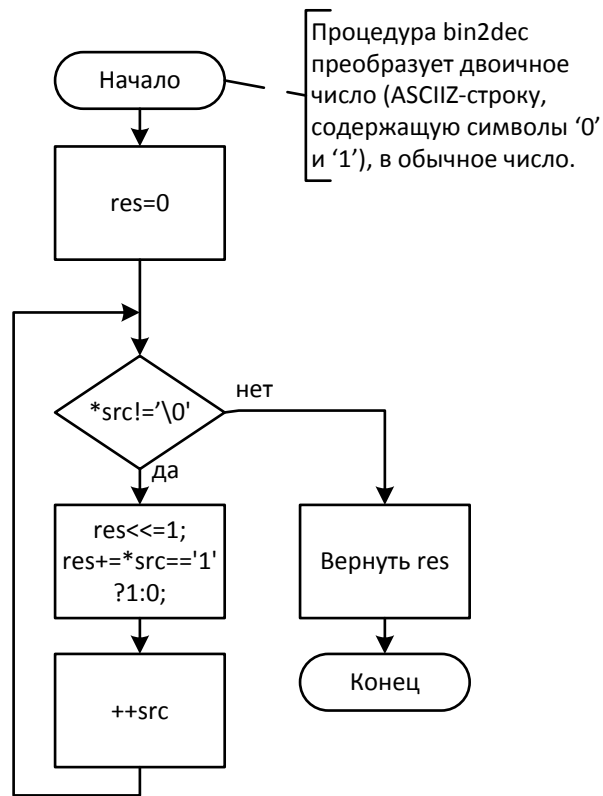 Начало
Процедура bin2dec
преобразует двоичное
число (ASCIIZ-строку,
содержащую символы ‘0’
и ‘1’), в обычное число.
res=0
*src!=’\0'
нет
да
res<<=1;
res+=*src=='1'
?1:0;
Вернуть res
++src
Конец